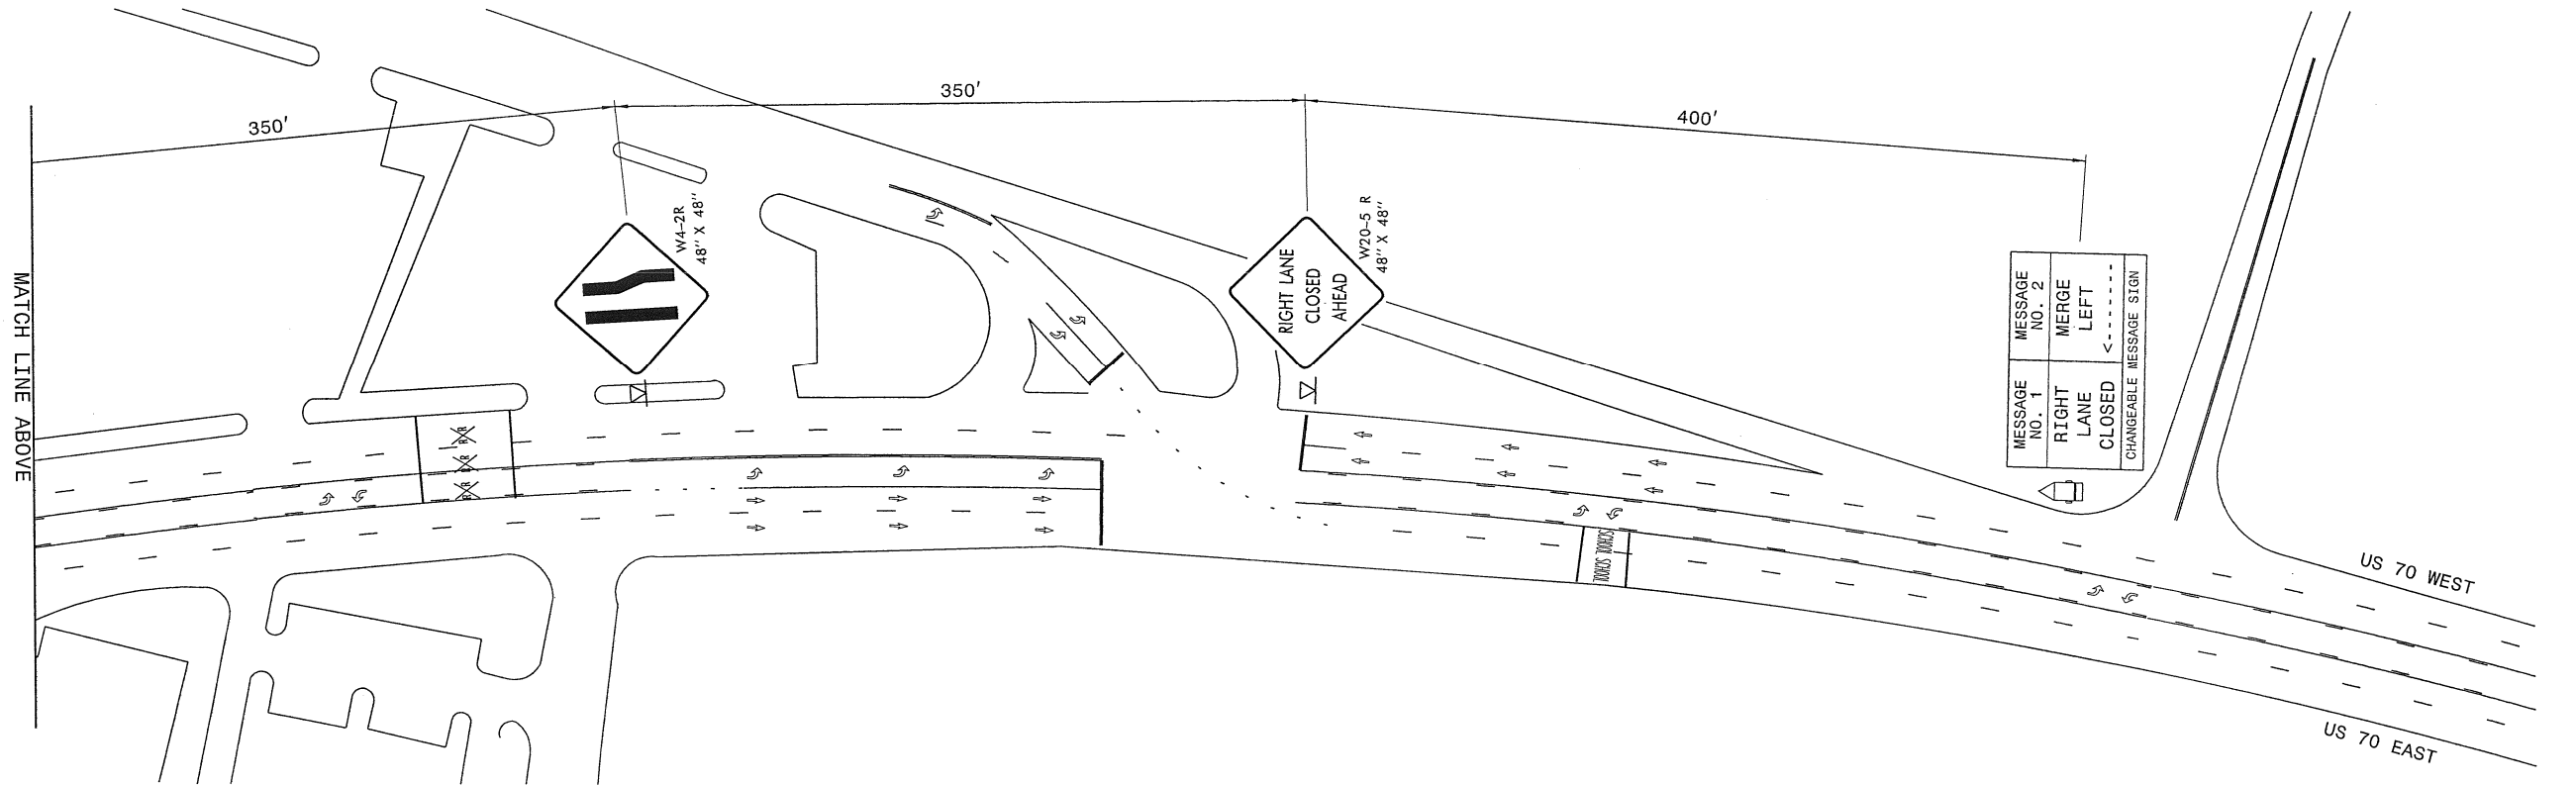 350'
350'
400'
MATCH LINE ABOVE
W4-2R
48" X 48"
RIGHT LANE
CLOSED
AHEAD
W20-5 R
48" X 48"
MESSAGE
NO. 1
RIGHT
LANE
CLOSED
MESSAGE
NO. 2
MERGE
LEFT
<-------
CHANGEABLE MESSAGE SIGN
R R
R R
R R
SCHOOL SCHOOL
US 70 WEST
US 70 EAST